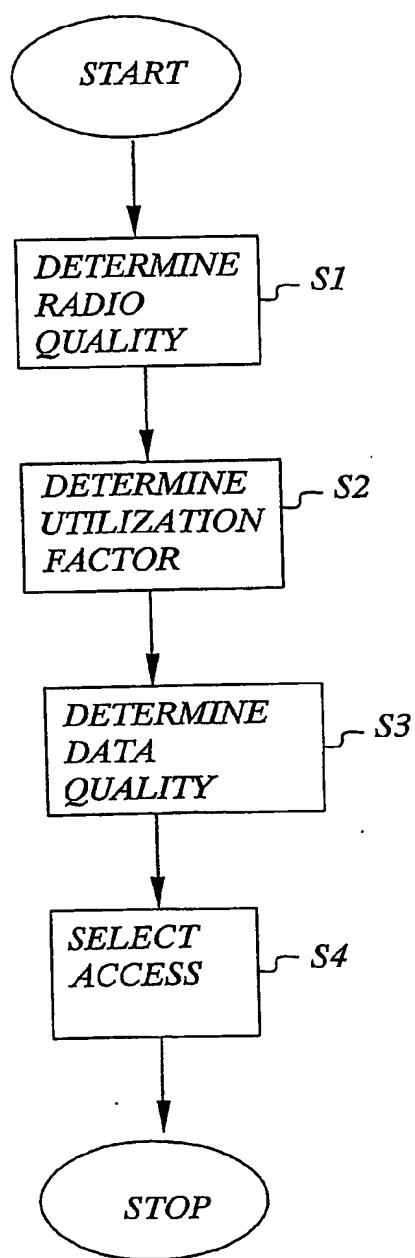 START
DETERMINE
RADIO
QUALITY
S1
DETERMINE
UTILIZATION
FACTOR
S2
DETERMINE
DATA
QUALITY
S3
SELECT
ACCESS
S4
STOP